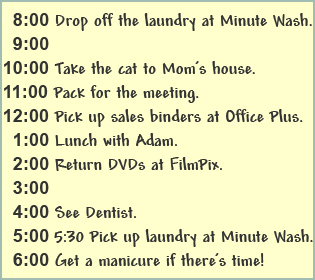 8:00 Drop off the laundry at Minute Wash.
9:00
10:00 Take the cat to Mom's house.
11:00 Pack for the meeting.
12:00 Pick up sales binders at Office Plus.
1:00 Lunch with Adam.
2:00 Return DVDs at FilmPix.
3:00
4:00 See Dentist.
5:00 5:30 Pick up laundry at Minute Wash.
6:00 Get a manicure if there's time!